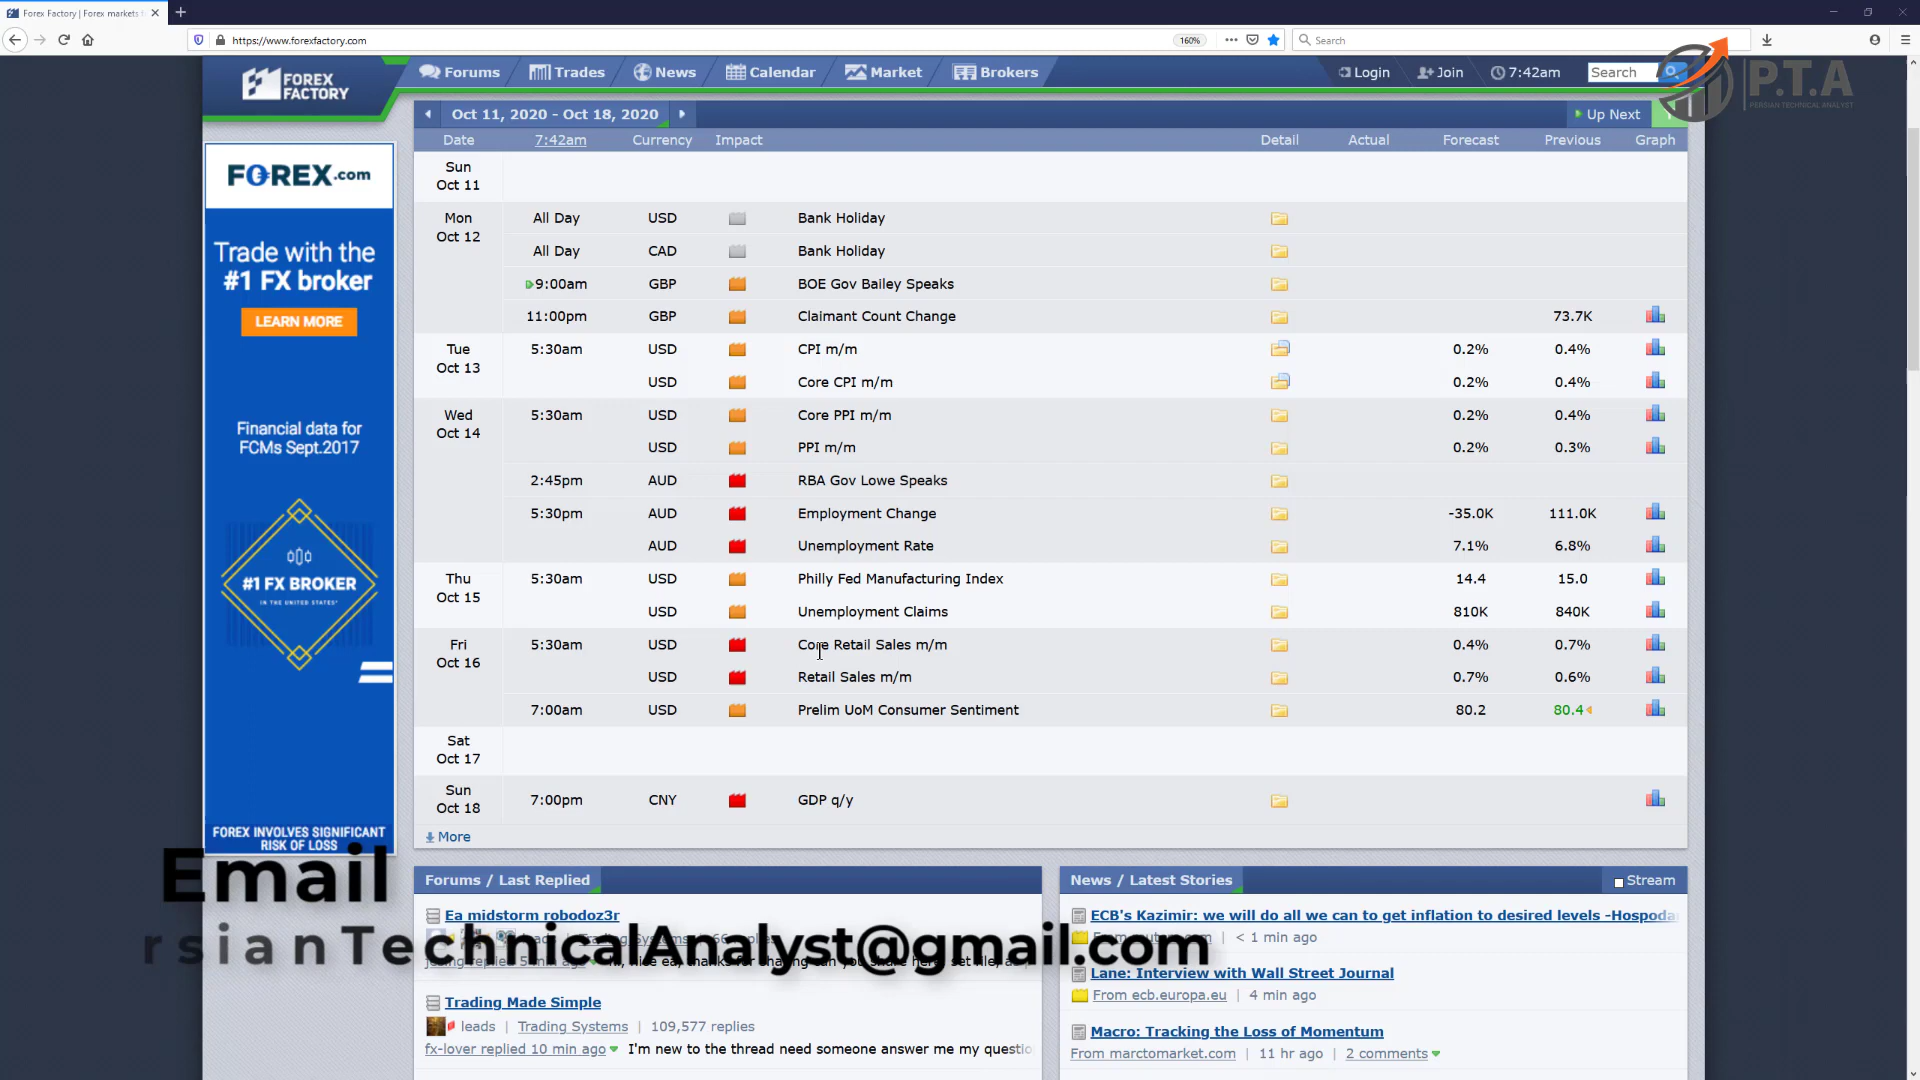 Forex Factory | Forex markets
https://www.forexfactory.com
160%
Search
FOREX FACTORY
Forums
Trades
News
Calendar
Market
Brokers
Login
Join
7:42am
Search
P.T.A
PERSIAN TECHNICAL ANALYST
Oct 11, 2020 - Oct 18, 2020
Up Next
Date 7:42am Currency Impact Detail Actual Forecast Previous Graph
Sun
Oct 11
Mon All Day USD Bank Holiday
Oct 12
All Day CAD Bank Holiday
9:00am GBP BOE Gov Bailey Speaks
11:00pm GBP Claimant Count Change 73.7K
Tue 5:30am USD CPI m/m 0.2% 0.4%
Oct 13
USD Core CPI m/m 0.2% 0.4%
Wed 5:30am USD Core PPI m/m 0.2% 0.4%
Oct 14
USD PPI m/m 0.2% 0.3%
2:45pm AUD RBA Gov Lowe Speaks
5:30pm AUD Employment Change -35.0K 111.0K
AUD Unemployment Rate 7.1% 6.8%
Thu 5:30am USD Philly Fed Manufacturing Index 14.4 15.0
Oct 15
USD Unemployment Claims 810K 840K
Fri 5:30am USD Core Retail Sales m/m 0.4% 0.7%
Oct 16
USD Retail Sales m/m 0.7% 0.6%
7:00am USD Prelim UoM Consumer Sentiment 80.2 80.4
Sat
Oct 17
Sun 7:00pm CNY GDP q/y
Oct 18
More
FOREX.com
Trade with the
#1 FX broker
LEARN MORE
Financial data for
FCMs Sept.2017
#1 FX BROKER
IN THE UNITED STATES*
FOREX INVOLVES SIGNIFICANT
RISK OF LOSS
Email
rsianTechnicalAnalyst@gmail.com
Forums / Last Replied
Ea midstorm robodoz3r
Trading Made Simple
leads | Trading Systems | 109,577 replies
fx-lover replied 10 min ago I'm new to the thread need someone answer me my questio
News / Latest Stories
Stream
ECB's Kazimir: we will do all we can to get inflation to desired levels -Hospoda
< 1 min ago
Lane: Interview with Wall Street Journal
From ecb.europa.eu | 4 min ago
Macro: Tracking the Loss of Momentum
From marctomarket.com | 11 hr ago | 2 comments